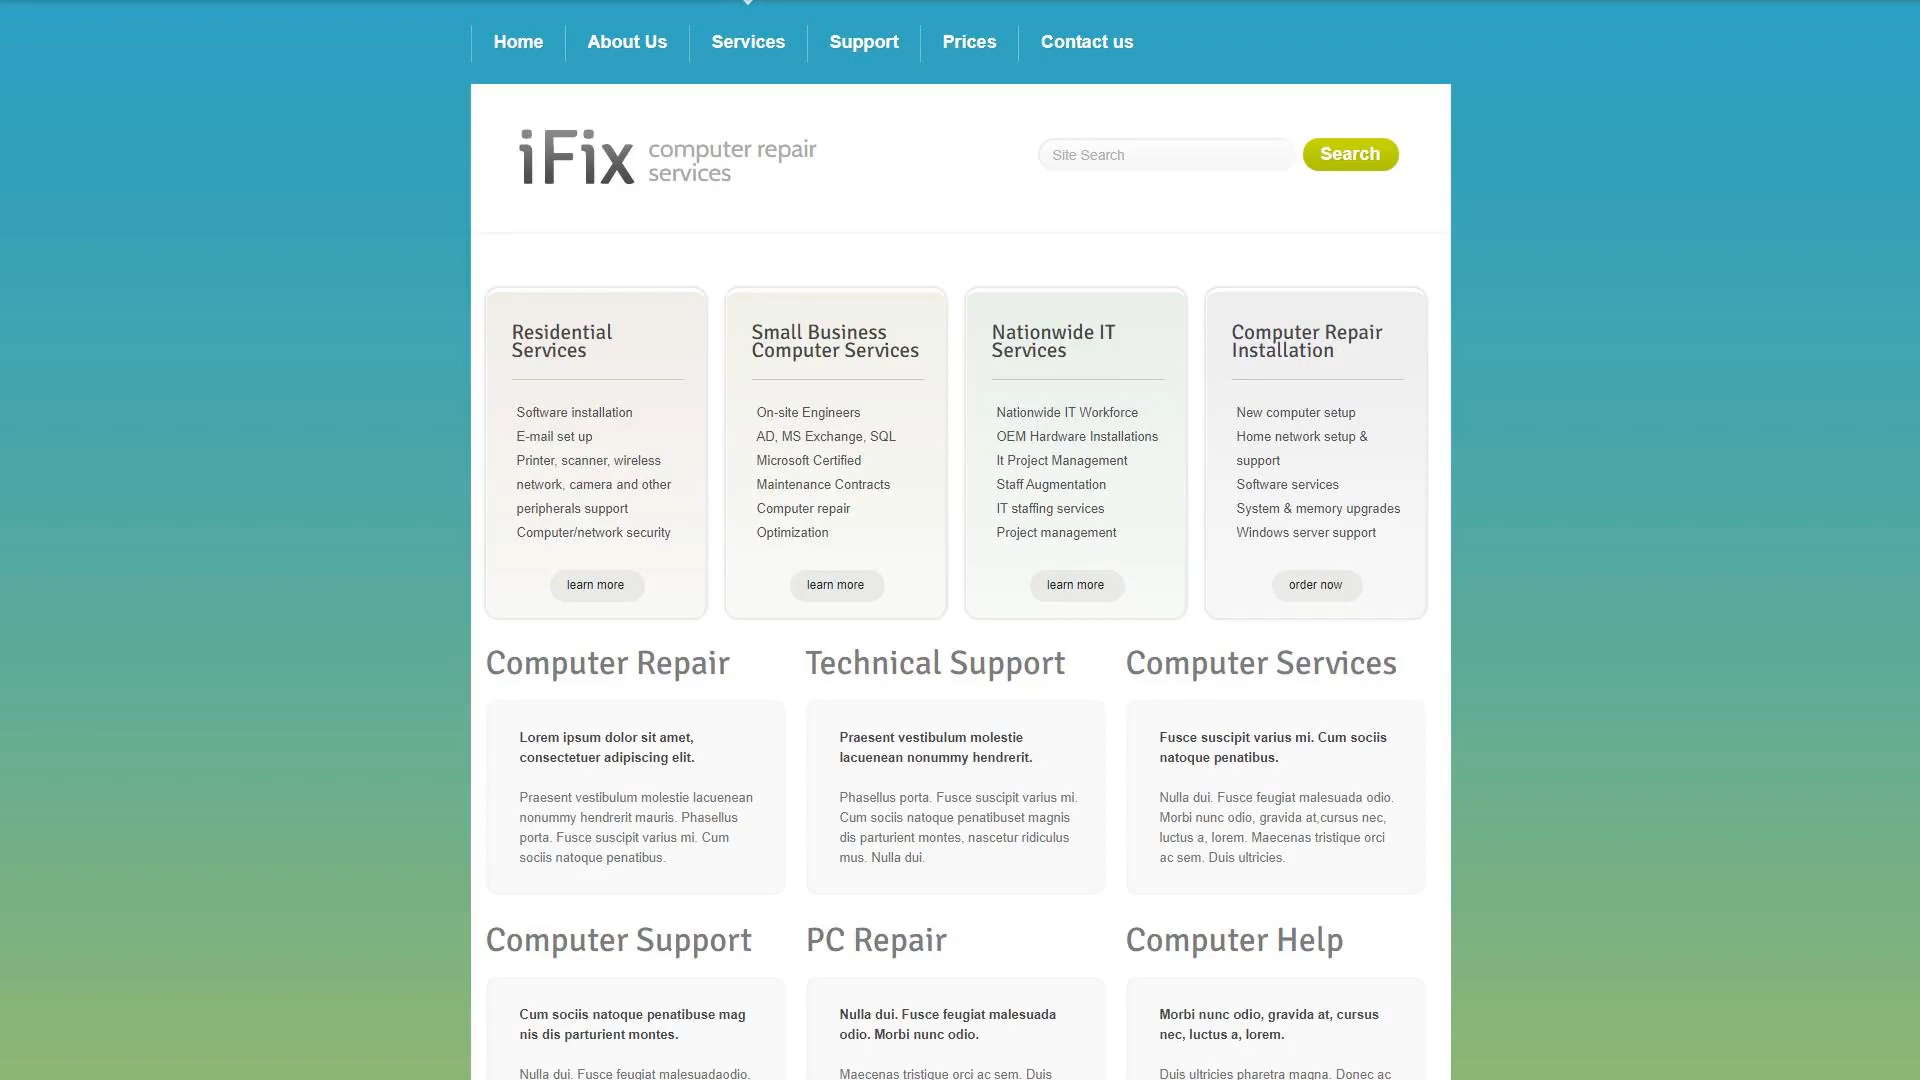 Home
About Us
Services
Support
Prices
Contact us
iFix
computer repair
services
Site Search
Search
Residential
Services
Software installation
E-mail set up
Printer, scanner, wireless
network, camera and other
peripherals support
Computer/network security
learn more
Small Business
Computer Services
On-site Engineers
AD, MS Exchange, SQL
Microsoft Certified
Maintenance Contracts
Computer repair
Optimization
learn more
Nationwide IT
Services
Nationwide IT Workforce
OEM Hardware Installations
It Project Management
Staff Augmentation
IT staffing services
Project management
learn more
Computer Repair
Installation
New computer setup
Home network setup &
support
Software services
System & memory upgrades
Windows server support
order now
Computer Repair
Lorem ipsum dolor sit amet,
consectetuer adipiscing elit.
Praesent vestibulum molestie lacuenean
nonummy hendrerit mauris. Phasellus
porta. Fusce suscipit varius mi. Cum
sociis natoque penatibus.
Technical Support
Praesent vestibulum molestie
lacuenean nonummy hendrerit.
Phasellus porta. Fusce suscipit varius mi.
Cum sociis natoque penatibuset magnis
dis parturient montes, nascetur ridiculus
mus. Nulla dui.
Computer Services
Fusce suscipit varius mi. Cum sociis
natoque penatibus.
Nulla dui. Fusce feugiat malesuada odio.
Morbi nunc odio, gravida at,cursus nec,
luctus a, lorem. Maecenas tristique orci
ac sem. Duis ultricies.
Computer Support
Cum sociis natoque penatibuse mag
nis dis parturient montes.
Nulla dui. Fusce feugiat malesuadaodio.
PC Repair
Nulla dui. Fusce feugiat malesuada
odio. Morbi nunc odio.
Maecenas tristique orci ac sem. Duis
Computer Help
Morbi nunc odio, gravida at, cursus
nec, luctus a, lorem.
Duis ultricies pharetra magna. Donec ac